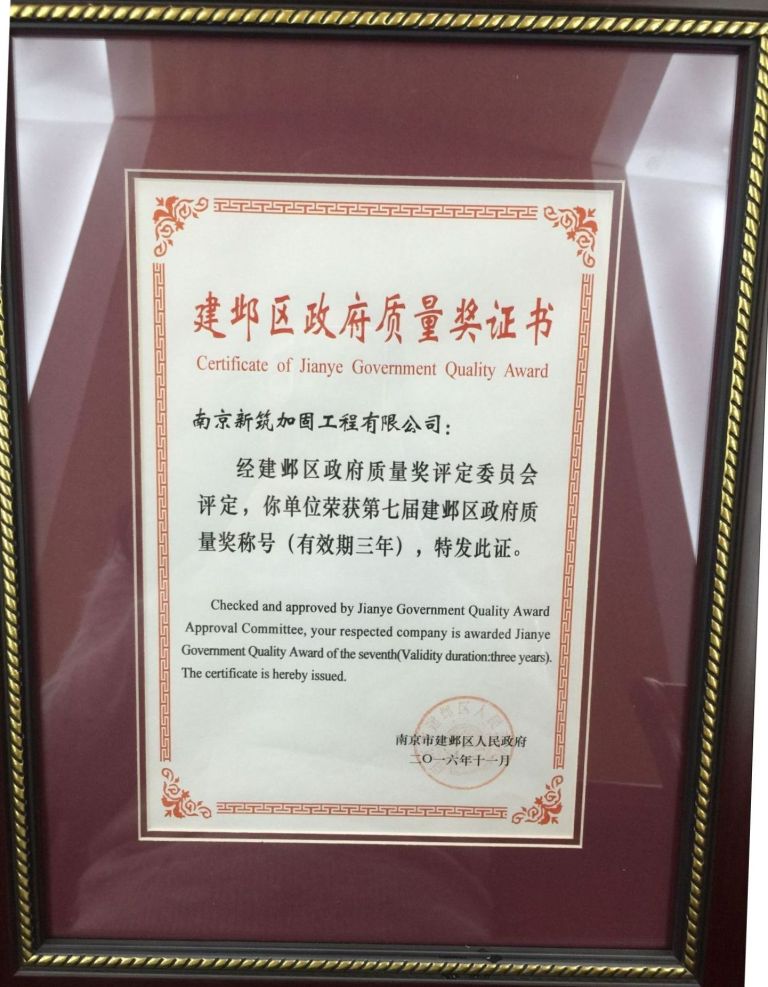 建邺区政府质量奖证书
Certificate of Jianye Government Quality Award
南京新筑加固工程有限公司：
经建邺区政府质量奖评定委员会
评定，你单位荣获第七届建邺区政府质
量奖称号（有效期三年），特发此证。
Checked and approved by Jianye Government Quality Award
Approval Committee, your respected company is awarded Jianye
Government Quality Award of the seventh(Validity duration:three years).
The certificate is hereby issued.
南京市建邺区人民政府
二〇一六年十一月